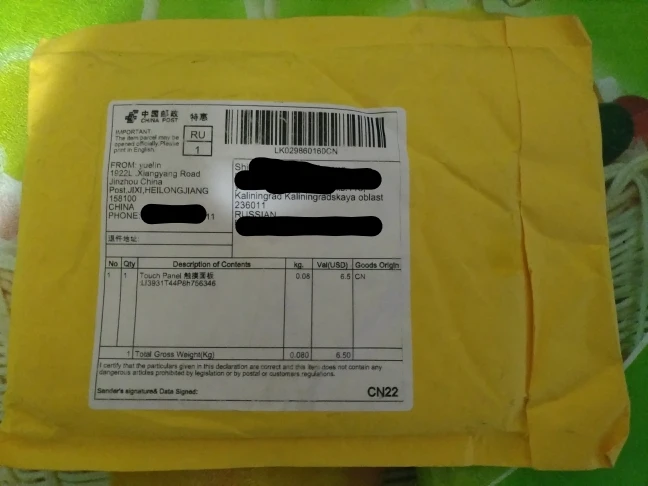 中国邮政 特惠
CHINA POST
IMPORTANT:
The item/parcel may be
opened officially. Please
print in English.
RU
1
LK029860160CN
FROM: yuelin
1822L .Xiangyang Road
Jinzhou China
Post,JIXI,HEILONGJIANG
158100
CHINA
PHONE 11
Sh
Kaliningrad Kaliningradskaya oblast
236011
RUSSIAN
退件地址:
No Qty Description of Contents kg. Val(USD) Goods Origin
1 1 Touch Panel 触摸面板 0.08 6.5 CN
1 Total Gross Weight(Kg) 0.080 6.50
I certify that the particulars given in this declaration are correct and this item does not contain any
dangerous articles prohibited by legislation or by postal or customers regulations.
Sender's signature& Data Signed: CN22